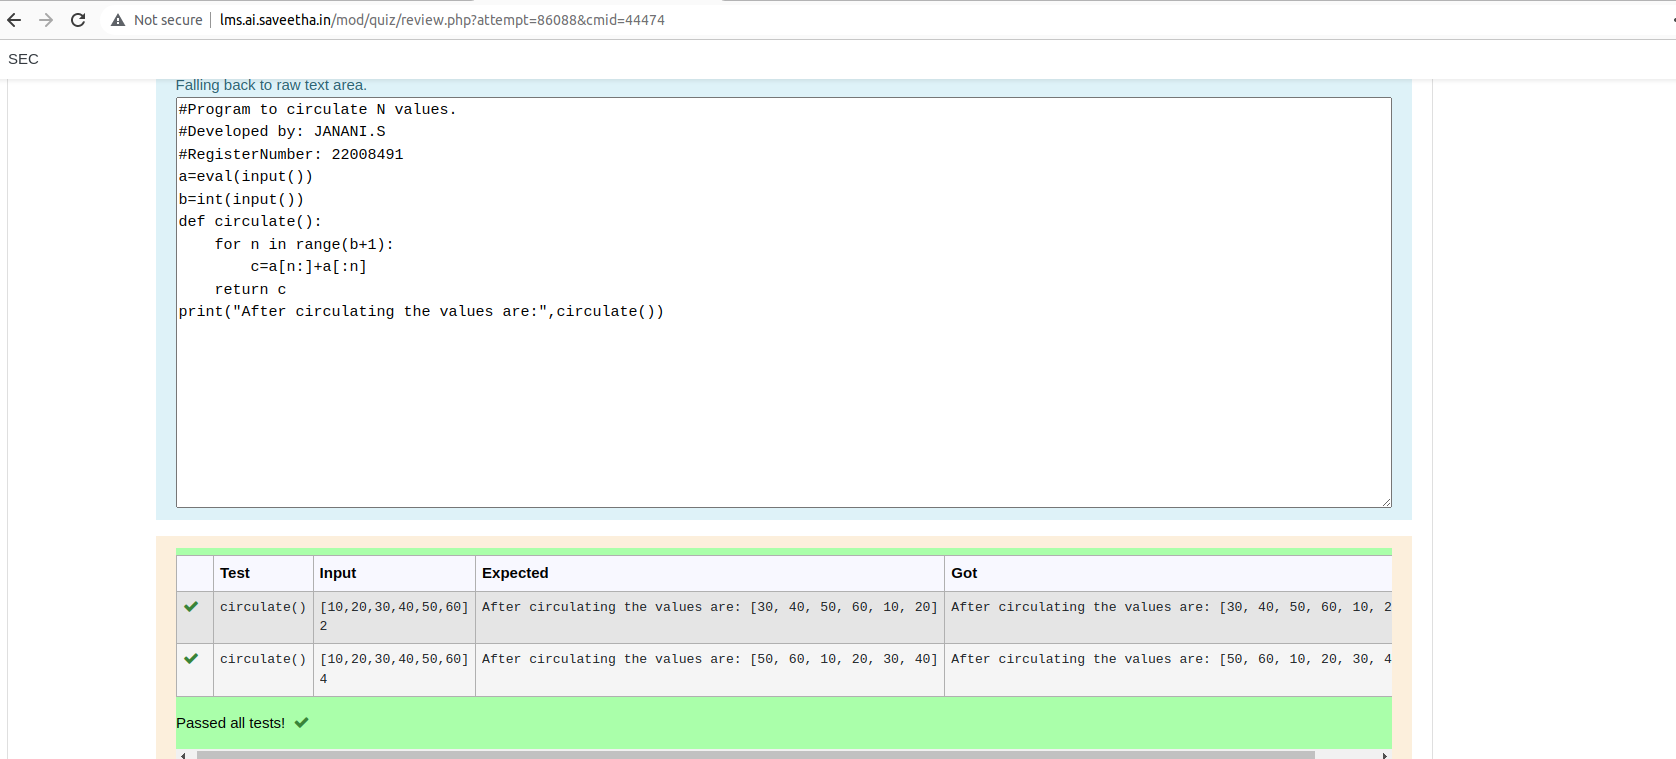 Not secure | lms.ai.saveetha.in/mod/quiz/review.php?attempt=86088&cmid=44474
SEC
Falling back to raw text area.
#Program to circulate N values.
#Developed by: JANANI.S
#RegisterNumber: 22008491
a=eval(input())
b=int(input())
def circulate():
    for n in range(b+1):
        c=a[n:]+a[:n]
    return c
print("After circulating the values are:",circulate())
Test Input Expected Got
circulate() [10,20,30,40,50,60] After circulating the values are: [30, 40, 50, 60, 10, 20] After circulating the values are: [30, 40, 50, 60, 10, 2
2
circulate() [10,20,30,40,50,60] After circulating the values are: [50, 60, 10, 20, 30, 40] After circulating the values are: [50, 60, 10, 20, 30, 4
4
Passed all tests!